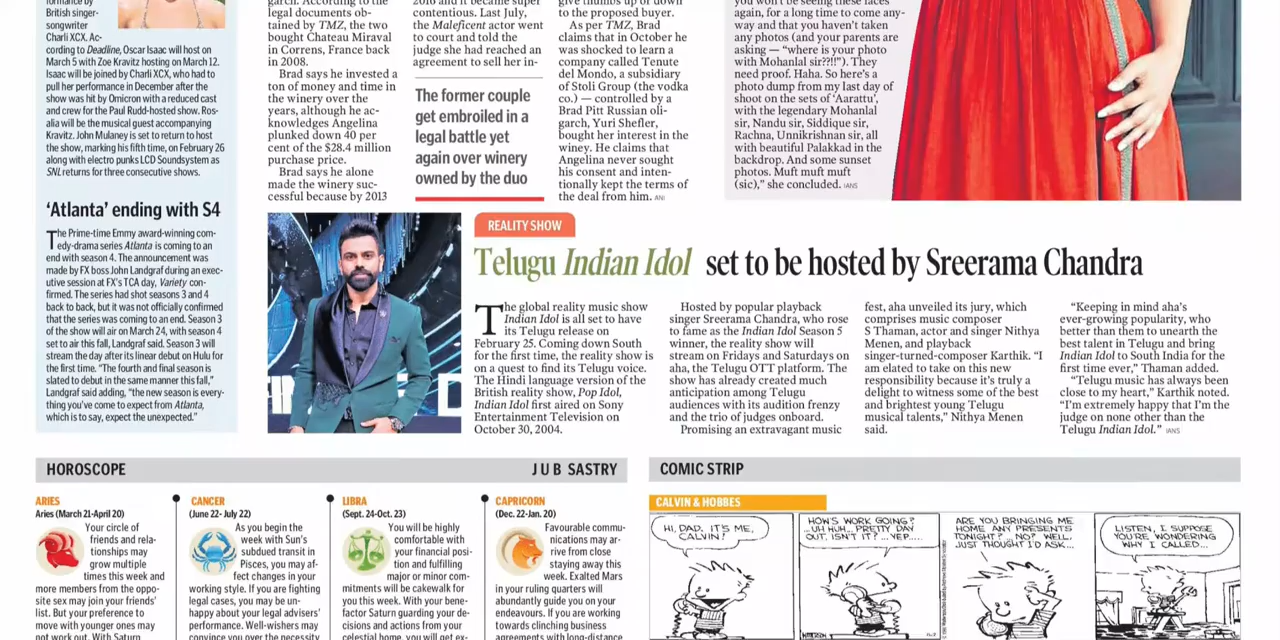 formance by
British singer-
songwriter
Charli XCX. Ac-
cording to Deadline, Oscar Isaac will host on
March 5 with Zoe Kravitz hosting on March 12.
Isaac will be joined by Charli XCX, who had to
pull her performance in December after the
show was hit by Omicron with a reduced cast
and crew for the Paul Rudd-hosted show. Ros-
alia will be the musical guest accompanying
Kravitz. John Mulaney is set to return to host
the show, marking his fifth time, on February 26
along with electro punks LCD Soundsystem as
SNL returns for three consecutive shows.
'Atlanta' ending with S4
The Prime-time Emmy award-winning com-
edy-drama series Atlanta is coming to an
end with season 4. The announcement was
made by FX boss John Landgraf during an exec-
utive session at FX's TCA day, Variety con-
firmed. The series had shot seasons 3 and 4
back to back, but it was not officially confirmed
that the series was coming to an end. Season 3
of the show will air on March 24, with season 4
set to air this fall, Landgraf said. Season 3 will
stream the day after its linear debut on Hulu for
the first time. "The fourth and final season is
slated to debut in the same manner this fall,"
Landgraf said adding, "the new season is every-
thing you've come to expect from Atlanta,
which is to say, expect the unexpected."
garch. According to the
legal documents ob-
tained by TMZ, the two
bought Chateau Miraval
in Correns, France back
in 2008.
Brad says he invested a
ton of money and time in
the winery over the
years, although he ac-
knowledges Angelina
plunked down 40 per
cent of the $28.4 million
purchase price.
Brad says he alone
made the winery suc-
cessful because by 2013
2016 and it became super
contentious. Last July,
the Maleficent actor went
to court and told the
judge she had reached an
agreement to sell her in-
The former couple
get embroiled in a
legal battle yet
again over winery
owned by the duo
give thumbs up or down
to the proposed buyer.
As per TMZ, Brad
claims that in October he
was shocked to learn a
company called Tenute
del Mondo, a subsidiary
of Stoli Group (the vodka
co.) — controlled by a
Brad Pitt Russian oli-
garch, Yuri Shefler,
bought her interest in the
winey. He claims that
Angelina never sought
his consent and inten-
tionally kept the terms of
the deal from him. ANI
you won't be seeing these faces
again, for a long time to come any-
way and that you haven't taken
any photos (and your parents are
asking — "where is your photo
with Mohanlal sir??!!"). They
need proof. Haha. So here's a
photo dump from my last day of
shoot on the sets of 'Aarattu',
with the legendary Mohanlal
sir, Nandu sir, Siddique sir,
Rachna, Unnikrishnan sir, all
with beautiful Palakkad in the
backdrop. And some sunset
photos. Muft muft muft
(sic)," she concluded. IANS
REALITY SHOW
Telugu Indian Idol set to be hosted by Sreerama Chandra
The global reality music show
Indian Idol is all set to have
its Telugu release on
February 25. Coming down South
for the first time, the reality show is
on a quest to find its Telugu voice.
The Hindi language version of the
British reality show, Pop Idol,
Indian Idol first aired on Sony
Entertainment Television on
October 30, 2004.
Hosted by popular playback
singer Sreerama Chandra, who rose
to fame as the Indian Idol Season 5
winner, the reality show will
stream on Fridays and Saturdays on
aha, the Telugu OTT platform. The
show has already created much
anticipation among Telugu
audiences with its audition frenzy
and the trio of judges onboard.
Promising an extravagant music
fest, aha unveiled its jury, which
comprises music composer
S Thaman, actor and singer Nithya
Menen, and playback
singer-turned-composer Karthik. "I
am elated to take on this new
responsibility because it's truly a
delight to witness some of the best
and brightest young Telugu
musical talents," Nithya Menen
said.
"Keeping in mind aha's
ever-growing popularity, who
better than them to unearth the
best talent in Telugu and bring
Indian Idol to South India for the
first time ever," Thaman added.
"Telugu music has always been
close to my heart," Karthik noted.
"I'm extremely happy that I'm the
judge on none other than the
Telugu Indian Idol." IANS
HOROSCOPE
J U B SASTRY
ARIES
Aries (March 21-April 20)
Your circle of
friends and rela-
tionships may
grow multiple
times this week and
more members from the oppo-
site sex may join your friends'
list. But your preference to
move with younger ones may
not work out. With Saturn
CANCER
(June 22- July 22)
As you begin the
week with Sun's
subdued transit in
Pisces, you may af-
fect changes in your
working style. If you are fighting
legal cases, you may be un-
happy about your legal advisers'
performance. Well-wishers may
convince you over the necessity
LIBRA
(Sept. 24-Oct. 23)
You will be highly
comfortable with
your financial posi-
tion and fulfilling
major or minor com-
mitments will be cakewalk for
you this week. With your bene-
factor Saturn guarding your de-
cisions and actions from your
celestial home, you will get ex-
CAPRICORN
(Dec. 22-Jan. 20)
Favourable commu-
nications may ar-
rive from close
staying away this
week. Exalted Mars
in your ruling quarters will
abundantly guide you on your
endeavours. If you are working
towards clinching business
agreements with long-distance
COMIC STRIP
CALVIN & HOBBES
HI, DAD. IT'S ME,
CALVIN!
HOW'S WORK GOING?
...UH HUH... PRETTY DAY
OUT, ISN'T IT? ...YEP....
ARE YOU BRINGING ME
HOME ANY PRESENTS
TONIGHT? NO? WELL,
JUST THOUGHT I'D ASK...
LISTEN, I SUPPOSE
YOU'RE WONDERING
WHY I CALLED...